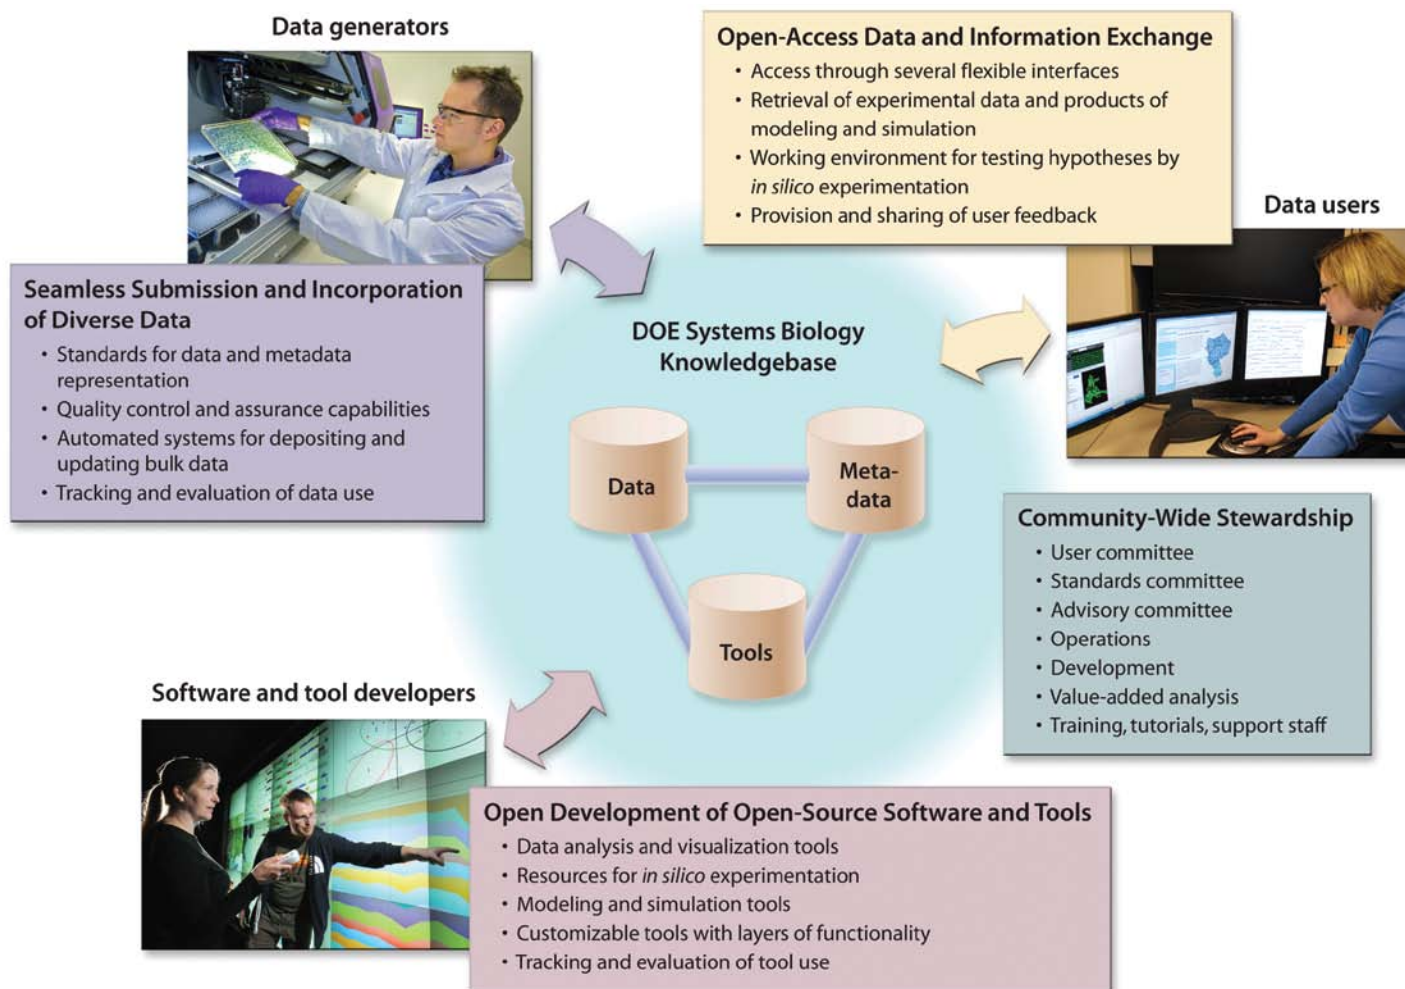 Data generators
Open-Access Data and Information Exchange
• Access through several flexible interfaces
• Retrieval of experimental data and products of
modeling and simulation
• Working environment for testing hypotheses by
in silico experimentation
• Provision and sharing of user feedback
Data users
Seamless Submission and Incorporation
of Diverse Data
• Standards for data and metadata
representation
• Quality control and assurance capabilities
• Automated systems for depositing and
updating bulk data
• Tracking and evaluation of data use
DOE Systems Biology
Knowledgebase
Data
Meta-
data
Tools
Community-Wide Stewardship
• User committee
• Standards committee
• Advisory committee
• Operations
• Development
• Value-added analysis
• Training, tutorials, support staff
Software and tool developers
Open Development of Open-Source Software and Tools
• Data analysis and visualization tools
• Resources for in silico experimentation
• Modeling and simulation tools
• Customizable tools with layers of functionality
• Tracking and evaluation of tool use